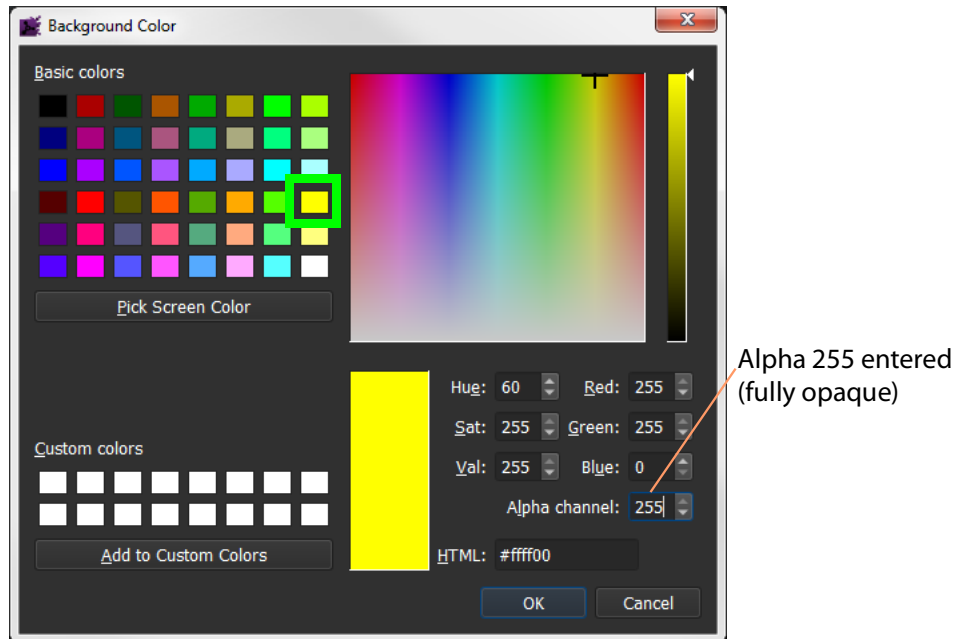 Background Color
Basic colors
Pick Screen Color
Custom colors
Add to Custom Colors
Hue: 60 Red: 255
Sat: 255 Green: 255
Val: 255 Blue: 0
Alpha channel: 255
HTML: #ffff00
OK Cancel
Alpha 255 entered
(fully opaque)